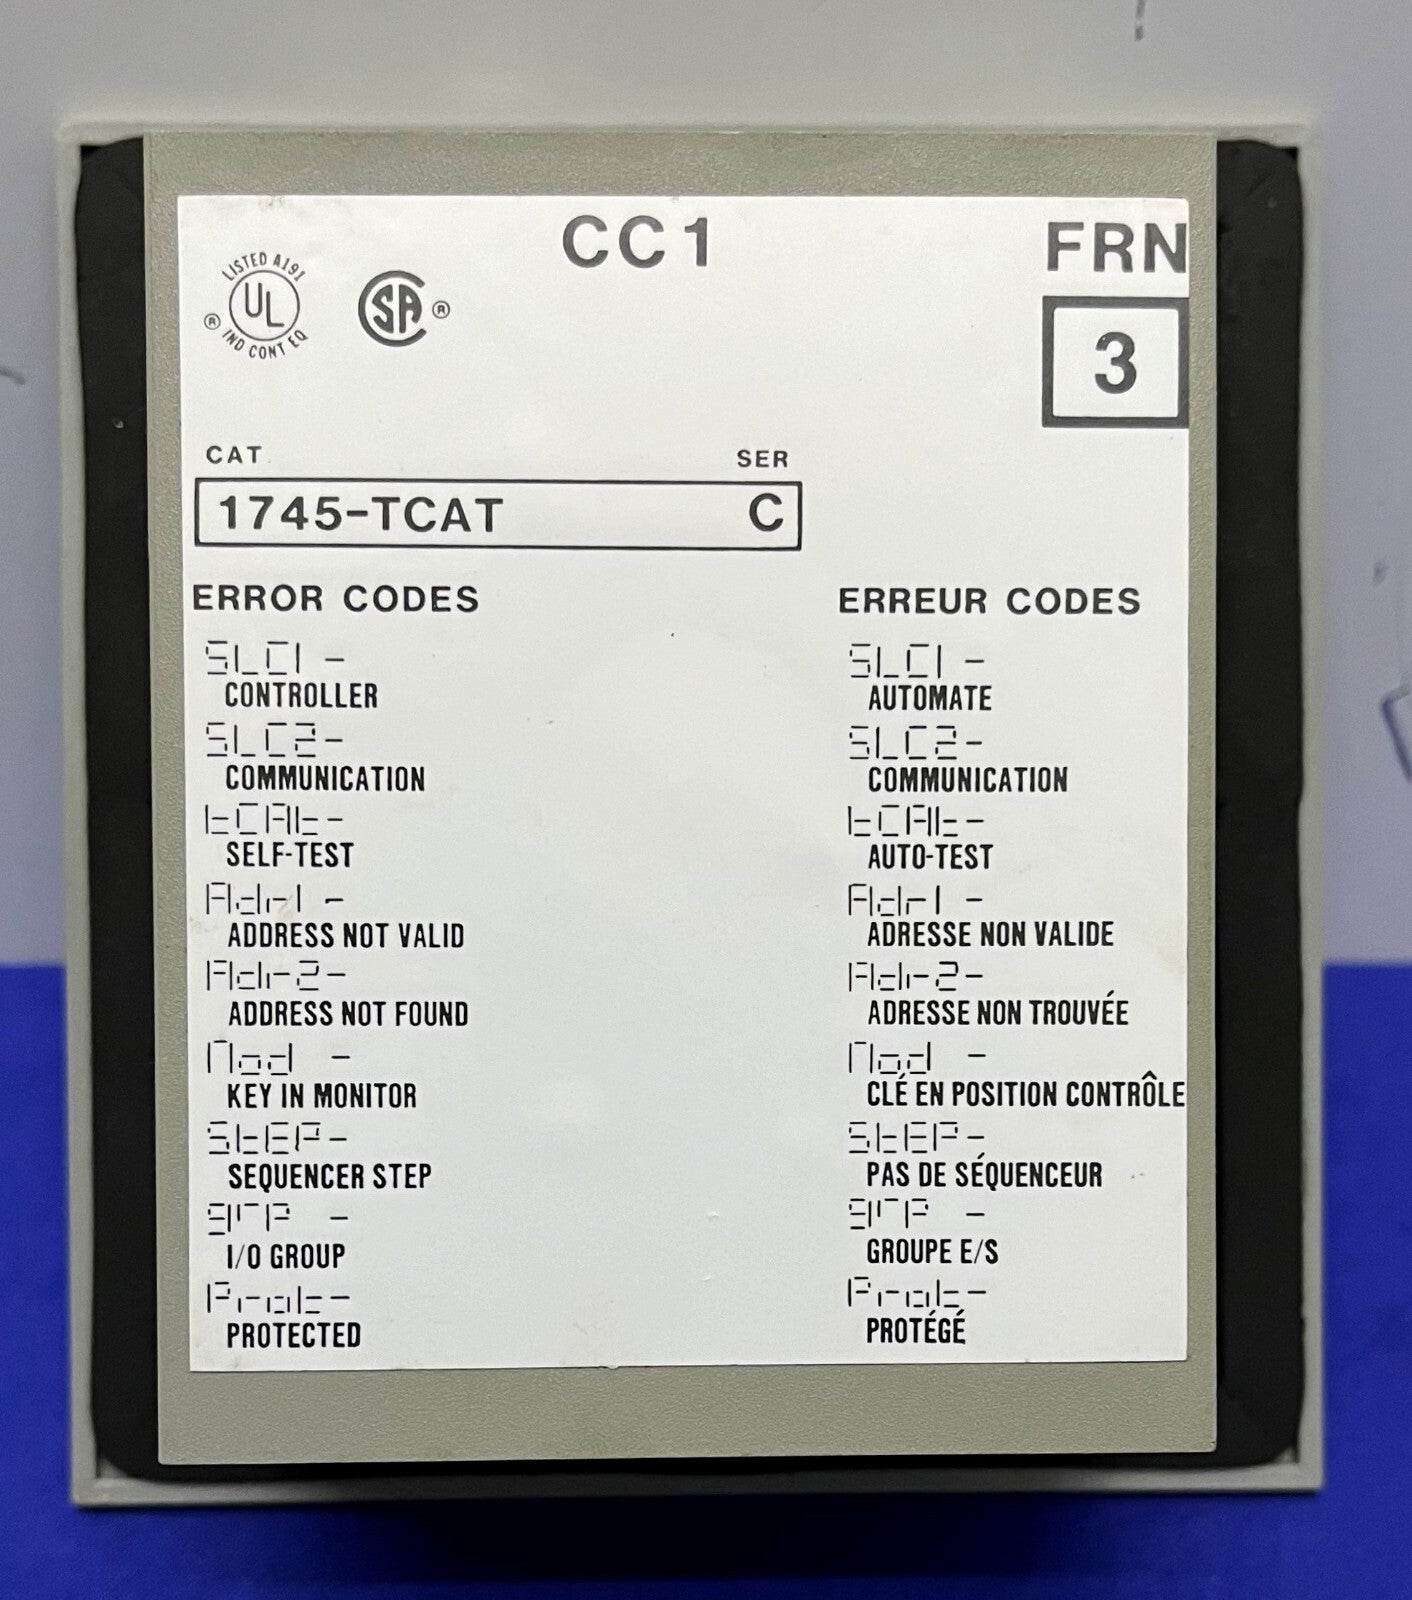 CC1
FRN
LISTED A191
UL ®
IND CONT EQ
SA ®
3
CAT
SER
1745-TCAT
C
ERROR CODES
SLC1 -
CONTROLLER
SLC2-
COMMUNICATION
tCAt-
SELF-TEST
Adr1 -
ADDRESS NOT VALID
Adr2-
ADDRESS NOT FOUND
Mod -
KEY IN MONITOR
StEP-
SEQUENCER STEP
grP -
I/O GROUP
Prot-
PROTECTED
ERREUR CODES
SLC1 -
AUTOMATE
SLC2-
COMMUNICATION
tCAt-
AUTO-TEST
Adr1 -
ADRESSE NON VALIDE
Adr2-
ADRESSE NON TROUVÉE
Mod -
CLÉ EN POSITION CONTRÔLE
StEP-
PAS DE SÉQUENCEUR
grP -
GROUPE E/S
Prot-
PROTÉGÉ